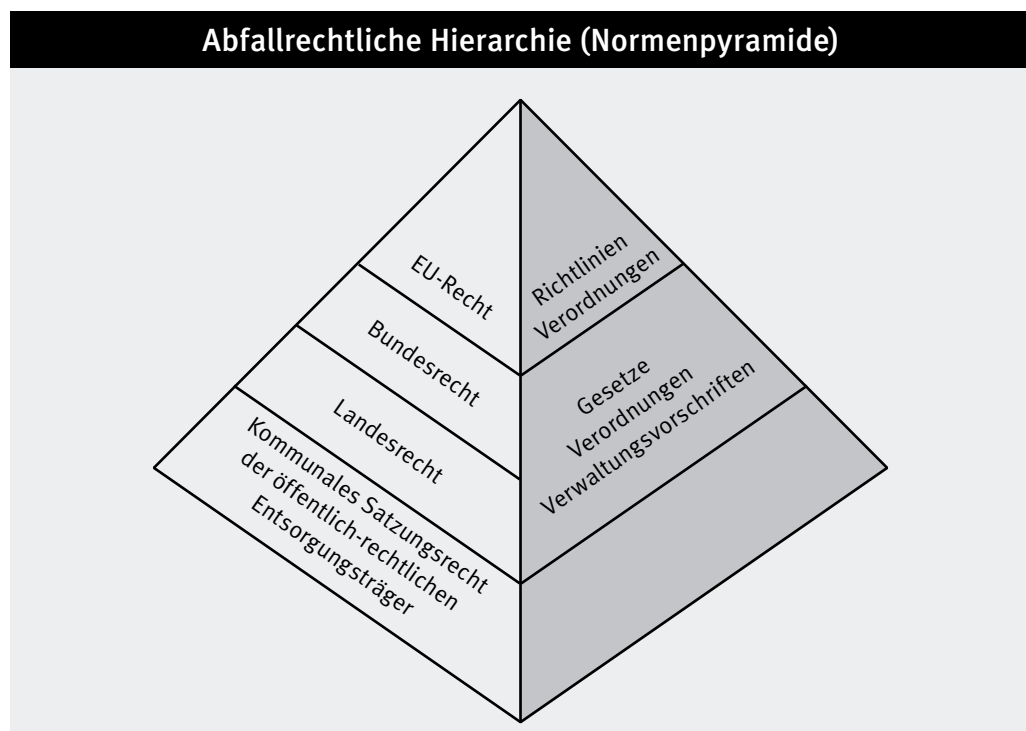 Abfallrechtliche Hierarchie (Normenpyramide)
EU-Recht
Richtlinien
Verordnungen
Bundesrecht
Landesrecht
Gesetze
Verordnungen
Verwaltungsvorschriften
Kommunales Satzungsrecht
der öffentlich-rechtlichen
Entsorgungsträger